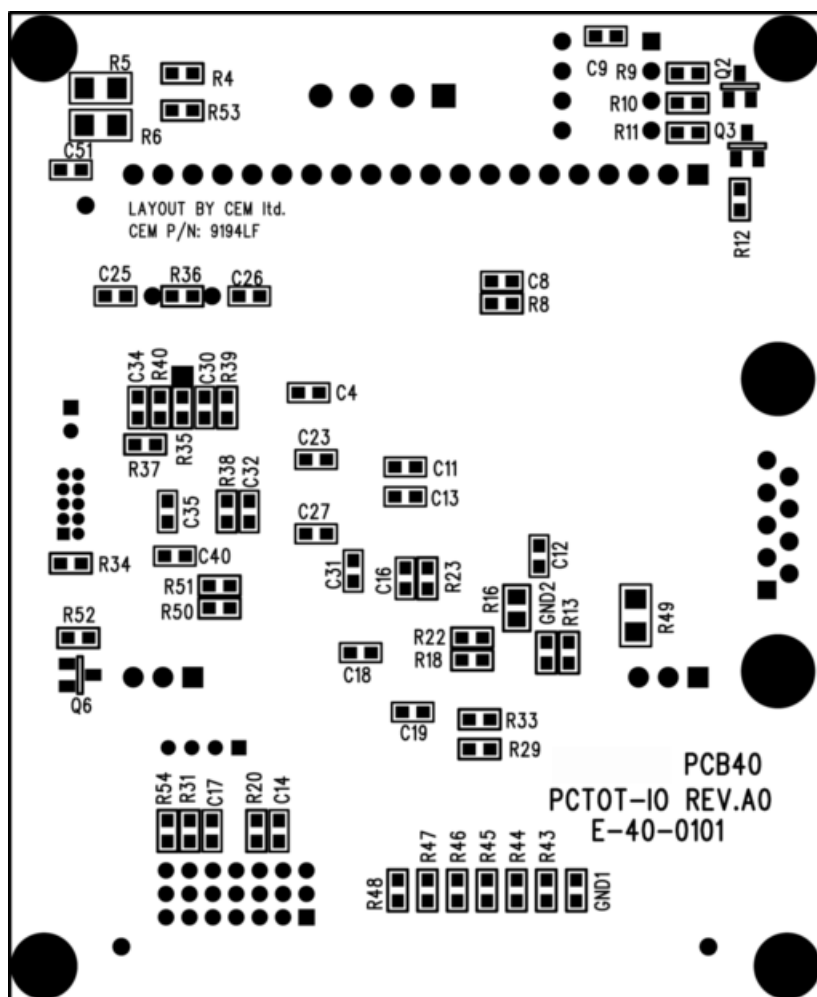 R5
R4
C9
R9
Q2
R53
R10
R6
R11
Q3
C51
LAYOUT BY CEM ltd.
CEM P/N: 9194LF
R12
C25
R36
C26
C8
R8
C34
R40
C30
R39
C4
R37
R35
C23
C11
R38
C32
C13
C35
C27
C12
C40
R34
C31
C16
R23
R51
R16
GND2
R13
R49
R50
R52
R22
R18
C18
Q6
C19
R33
R29
PCB40
R54
R31
C17
R20
C14
PCTOT-IO REV.A0
E-40-0101
R48
R47
R46
R45
R44
R43
GND1